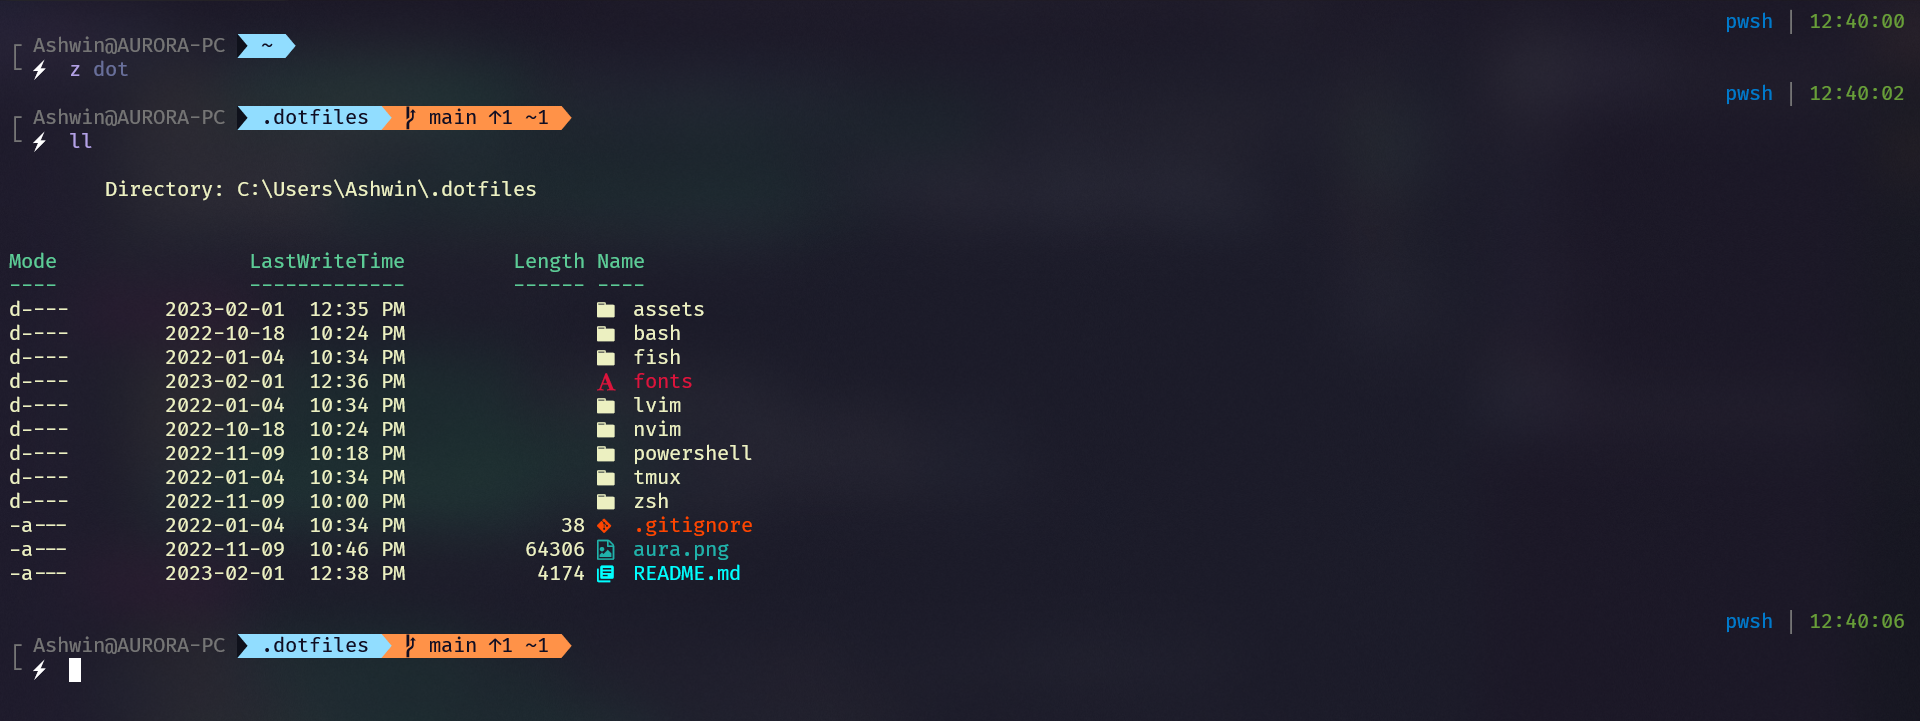 pwsh | 12:40:00
Ashwin@AURORA-PC ~
z dot
pwsh | 12:40:02
Ashwin@AURORA-PC .dotfiles main ↑1 ~1
ll
Directory: C:\Users\Ashwin\.dotfiles
Mode LastWriteTime Length Name
---- ------------- ------ ----
d---- 2023-02-01 12:35 PM assets
d---- 2022-10-18 10:24 PM bash
d---- 2022-01-04 10:34 PM fish
d---- 2023-02-01 12:36 PM fonts
d---- 2022-01-04 10:34 PM lvim
d---- 2022-10-18 10:24 PM nvim
d---- 2022-11-09 10:18 PM powershell
d---- 2022-01-04 10:34 PM tmux
d---- 2022-11-09 10:00 PM zsh
-a--- 2022-01-04 10:34 PM 38 .gitignore
-a--- 2022-11-09 10:46 PM 64306 aura.png
-a--- 2023-02-01 12:38 PM 4174 README.md
pwsh | 12:40:06
Ashwin@AURORA-PC .dotfiles main ↑1 ~1